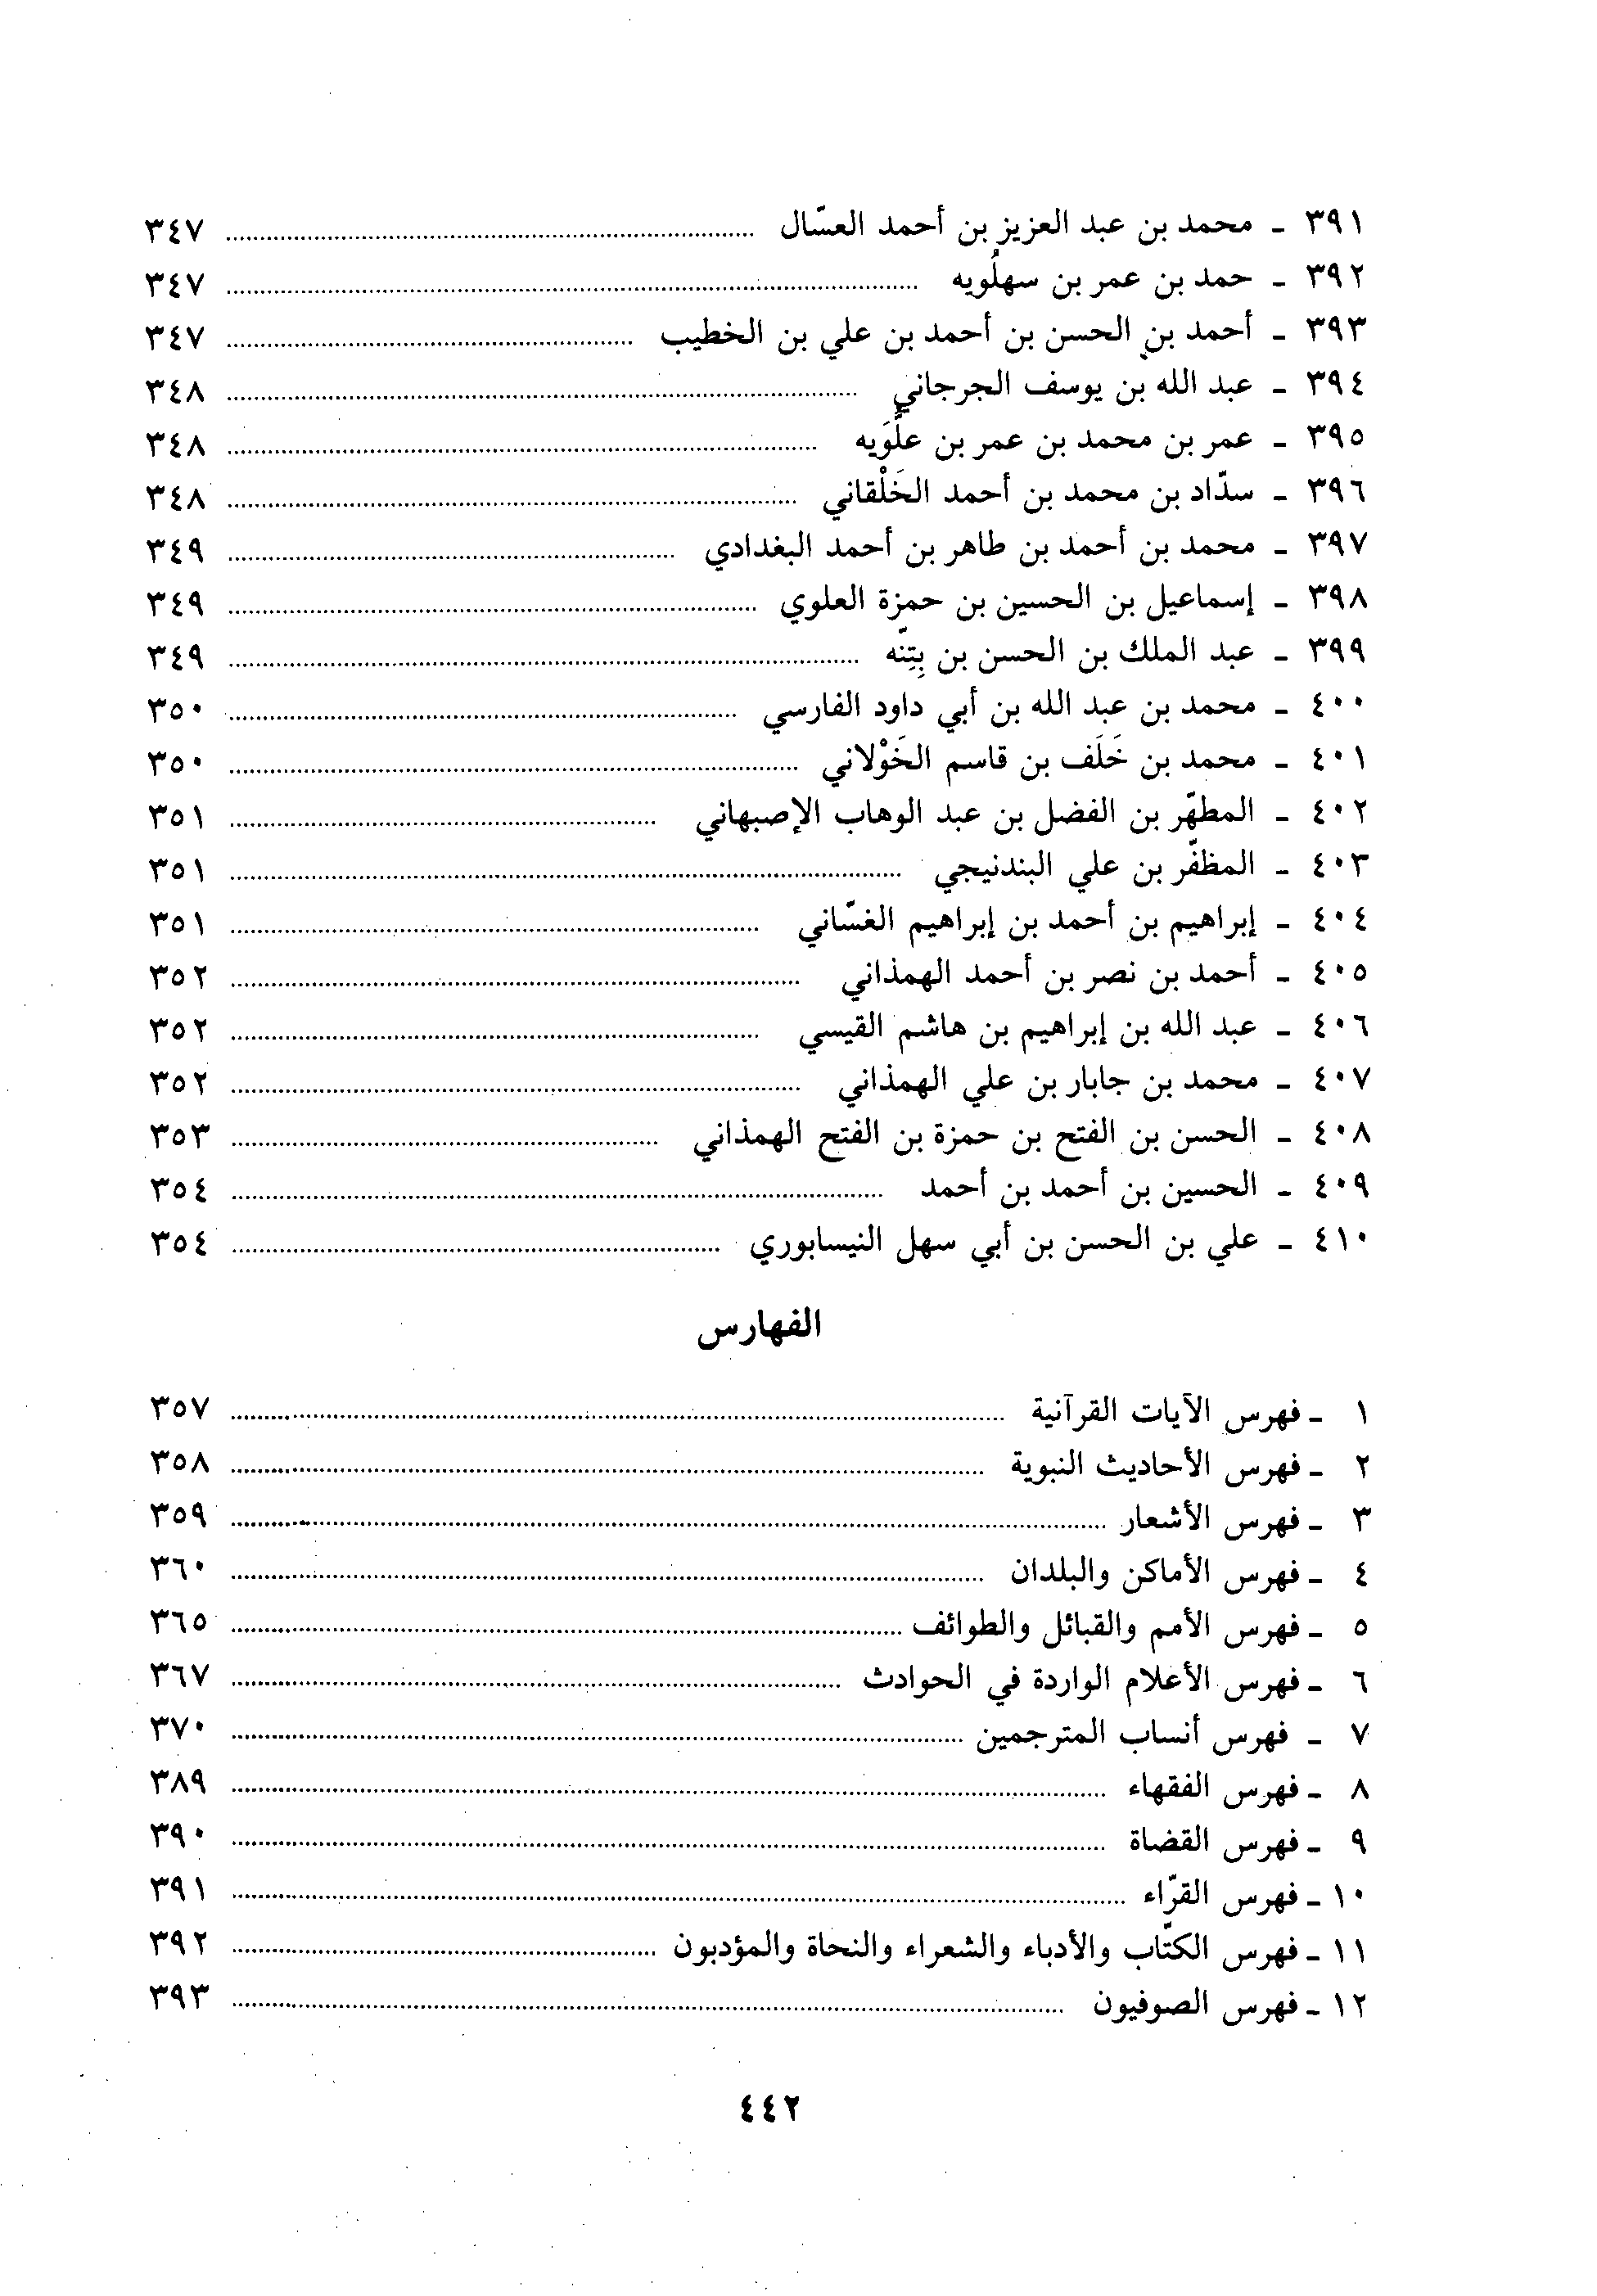 ٣٩١ - محمد بن عبد العزيز بن أحمد العسّال ........ ٣٤٧
٣٩٢ - حمد بن عمر بن سهلُويه ........ ٣٤٧
٣٩٣ - أحمد بن الحسن بن أحمد بن علي بن الخطيب ........ ٣٤٧
٣٩٤ - عبد الله بن يوسف الجرجاني ........ ٣٤٨
٣٩٥ - عمر بن محمد بن عمر بن علَّوَيه ........ ٣٤٨
٣٩٦ - سدّاد بن محمد بن أحمد الخَلْقاني ........ ٣٤٨
٣٩٧ - محمد بن أحمد بن طاهر بن أحمد البغدادي ........ ٣٤٩
٣٩٨ - إسماعيل بن الحسين بن حمزة العلوي ........ ٣٤٩
٣٩٩ - عبد الملك بن الحسن بن بِتِنّه ........ ٣٤٩
٤٠٠ - محمد بن عبد الله بن أبي داود الفارسي ........ ٣٥٠
٤٠١ - محمد بن خَلَف بن قاسم الخَوْلاني ........ ٣٥٠
٤٠٢ - المطهّر بن الفضل بن عبد الوهاب الإصبهاني ........ ٣٥١
٤٠٣ - المظفّر بن علي البندنيجي ........ ٣٥١
٤٠٤ - إبراهيم بن أحمد بن إبراهيم الغسّاني ........ ٣٥١
٤٠٥ - أحمد بن نصر بن أحمد الهمذاني ........ ٣٥٢
٤٠٦ - عبد الله بن إبراهيم بن هاشم القيسي ........ ٣٥٢
٤٠٧ - محمد بن جابار بن علي الهمذاني ........ ٣٥٢
٤٠٨ - الحسن بن الفتح بن حمزة بن الفتح الهمذاني ........ ٣٥٣
٤٠٩ - الحسين بن أحمد بن أحمد ........ ٣٥٤
٤١٠ - علي بن الحسن بن أبي سهل النيسابوري ........ ٣٥٤
الفهارس
١ - فهرس الآيات القرآنية ........ ٣٥٧
٢ - فهرس الأحاديث النبوية ........ ٣٥٨
٣ - فهرس الأشعار ........ ٣٥٩
٤ - فهرس الأماكن والبلدان ........ ٣٦٠
٥ - فهرس الأمم والقبائل والطوائف ........ ٣٦٥
٦ - فهرس الأعلام الواردة في الحوادث ........ ٣٦٧
٧ - فهرس أنساب المترجمين ........ ٣٧٠
٨ - فهرس الفقهاء ........ ٣٨٩
٩ - فهرس القضاة ........ ٣٩٠
١٠ - فهرس القرّاء ........ ٣٩١
١١ - فهرس الكتّاب والأدباء والشعراء والنحاة والمؤدبون ........ ٣٩٢
١٢ - فهرس الصوفيون ........ ٣٩٣
٤٤٢